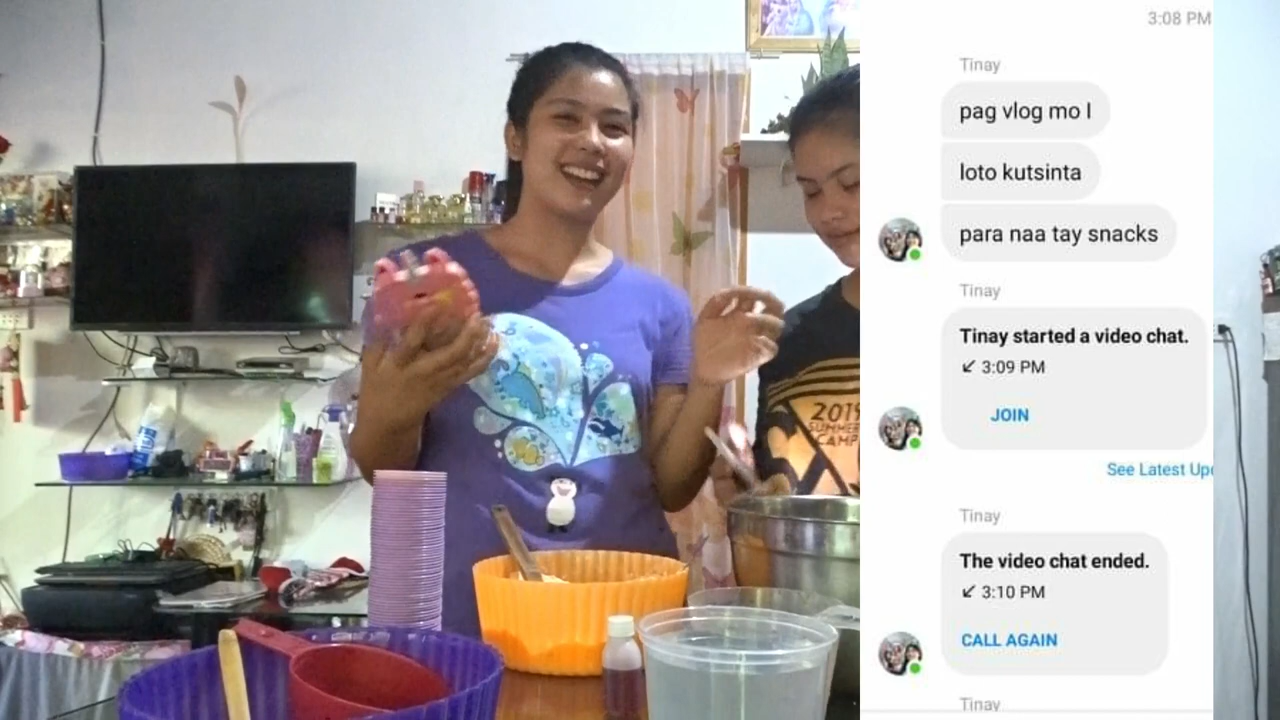 2019
SUMMER
CAMP
3:08 PM
Tinay
pag vlog mo I
loto kutsinta
para naa tay snacks
Tinay
Tinay started a video chat.
↙ 3:09 PM
JOIN
See Latest Upd
Tinay
The video chat ended.
↙ 3:10 PM
CALL AGAIN
Tinay